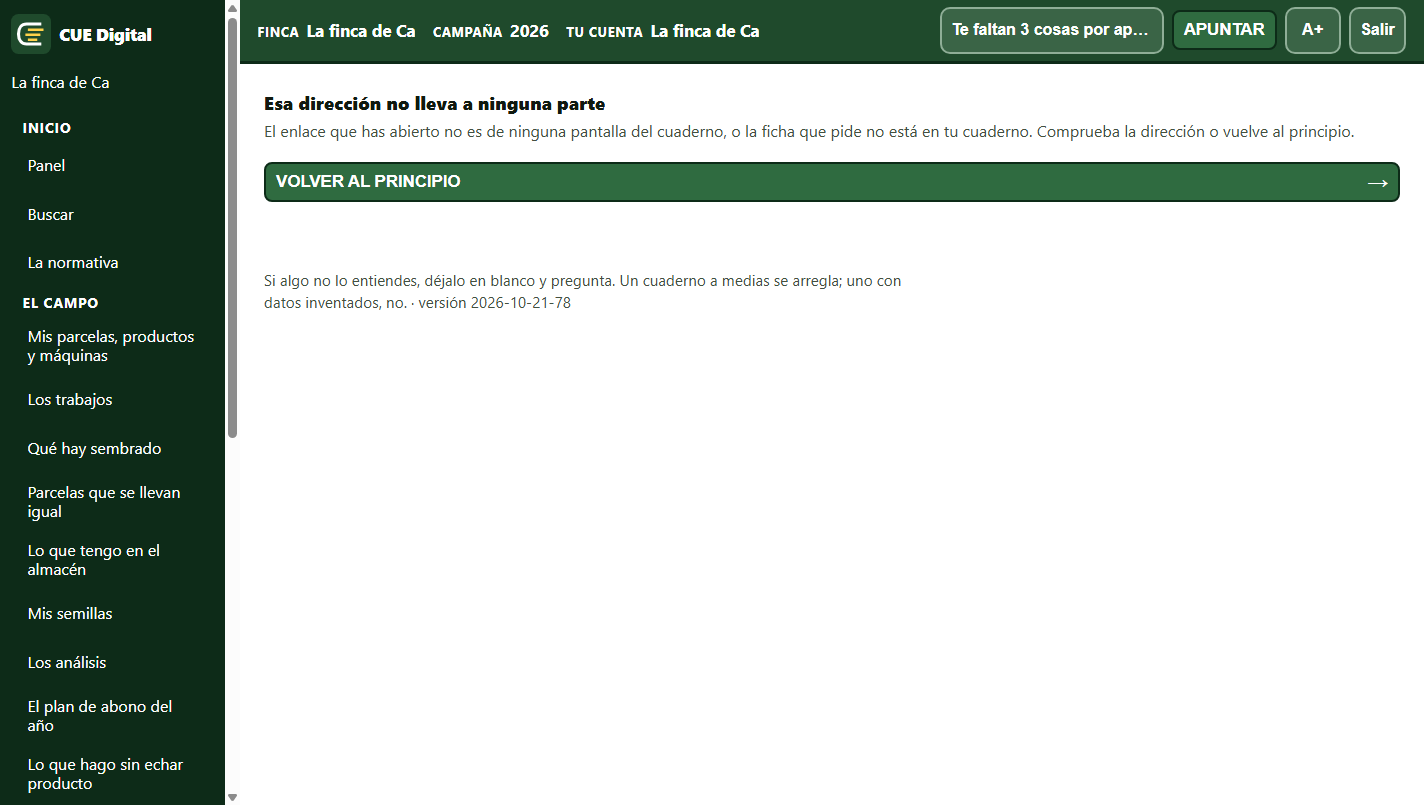 CUE Digital
La finca de Ca
INICIO
Panel
Buscar
La normativa
EL CAMPO
Mis parcelas, productos
y máquinas
Los trabajos
Qué hay sembrado
Parcelas que se llevan
igual
Lo que tengo en el
almacén
Mis semillas
Los análisis
El plan de abono del
año
Lo que hago sin echar
producto
FINCA La finca de Ca CAMPAÑA 2026 TU CUENTA La finca de Ca
Te faltan 3 cosas por ap…
APUNTAR
A+
Salir
Esa dirección no lleva a ninguna parte
El enlace que has abierto no es de ninguna pantalla del cuaderno, o la ficha que pide no está en tu cuaderno. Comprueba la dirección o vuelve al principio.
VOLVER AL PRINCIPIO →
Si algo no lo entiendes, déjalo en blanco y pregunta. Un cuaderno a medias se arregla; uno con
datos inventados, no. · versión 2026-10-21-78